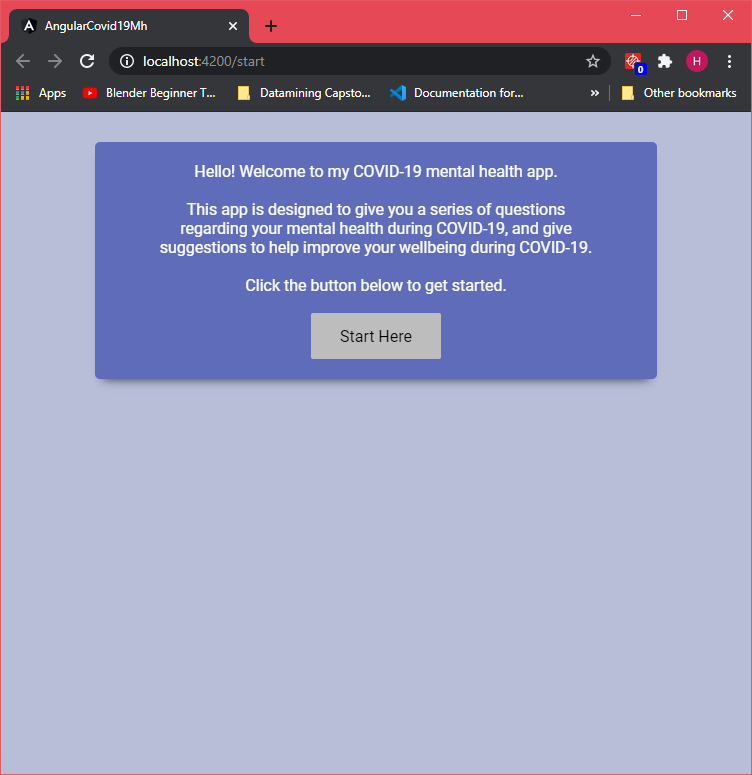 AngularCovid19Mh
localhost:4200/start
0
H
Apps
Blender Beginner T...
Datamining Capsto...
Documentation for...
»
Other bookmarks
Hello! Welcome to my COVID-19 mental health app.
This app is designed to give you a series of questions
regarding your mental health during COVID-19, and give
suggestions to help improve your wellbeing during COVID-19.
Click the button below to get started.
Start Here